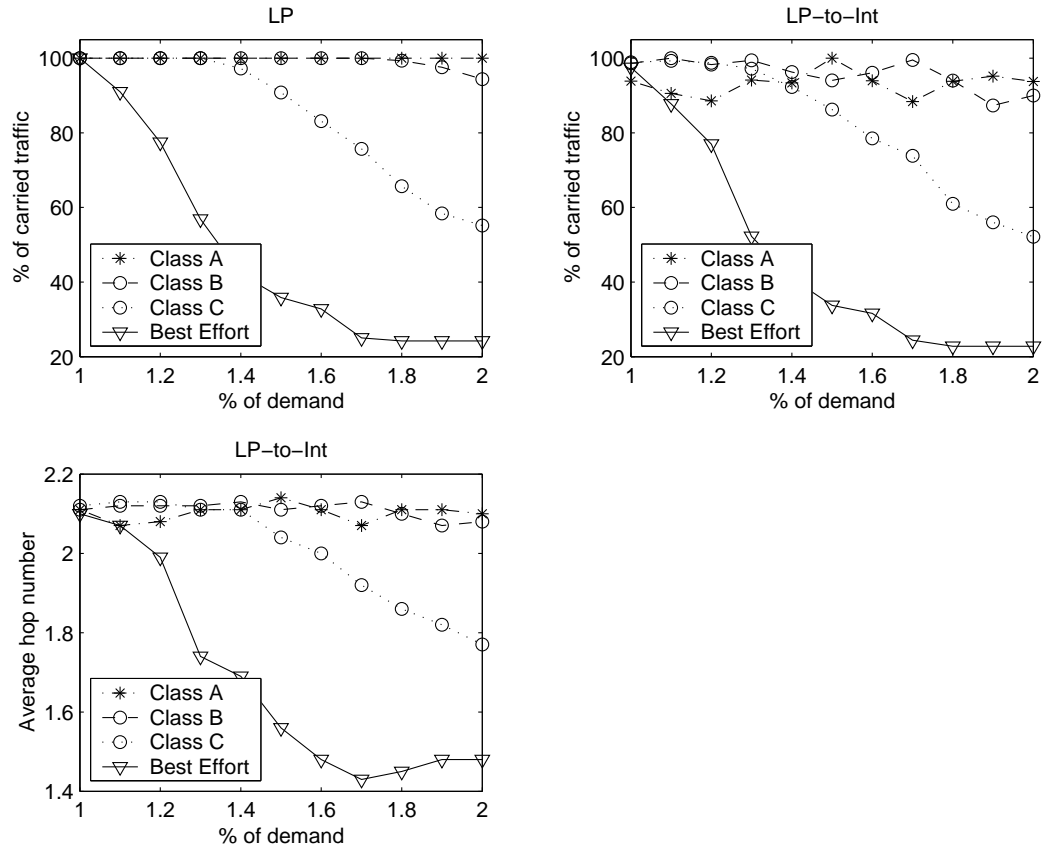 LP
% of carried traffic
100
80
60
40
20
Class A
Class B
Class C
Best Effort
1
1.2
1.4
1.6
1.8
2
% of demand
LP-to-Int
% of carried traffic
100
80
60
40
20
Class A
Class B
Class C
Best Effort
1
1.2
1.4
1.6
1.8
2
% of demand
LP-to-Int
Average hop number
2.2
2
1.8
1.6
1.4
Class A
Class B
Class C
Best Effort
1
1.2
1.4
1.6
1.8
2
% of demand